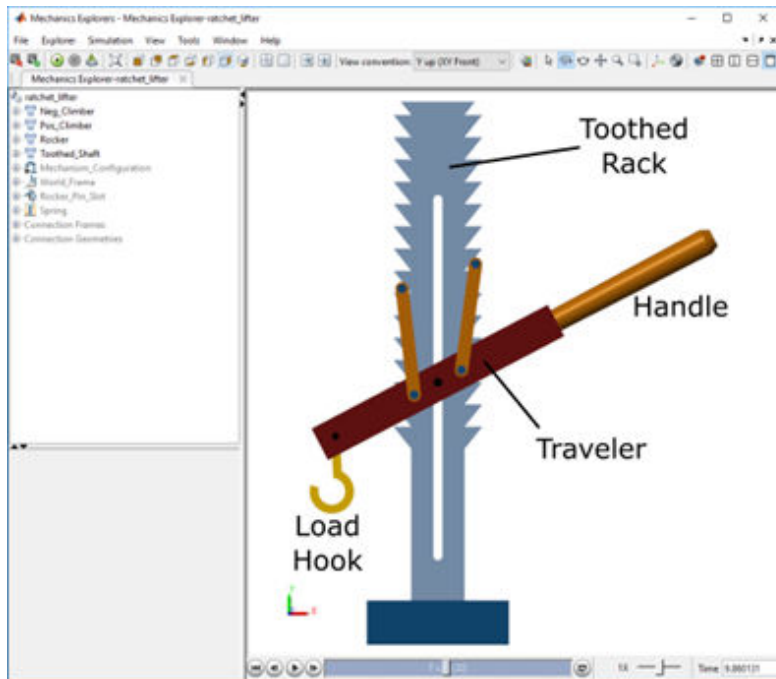 Mechanics Explorers - Mechanics Explorer-ratchet_lifter
File Explorer Simulation View Tools Window Help
View convention: Y up (XY Front)
Mechanics Explorer-ratchet_lifter
ratchet_lifter
Neg_Climber
Pos_Climber
Rocker
Toothed_Shaft
Mechanism_Configuration
World_Frame
Rocker_Pin_Slot
Spring
Connection Frames
Connection Geometries
Toothed
Rack
Handle
Traveler
Load
Hook
1X
Time 9.860131